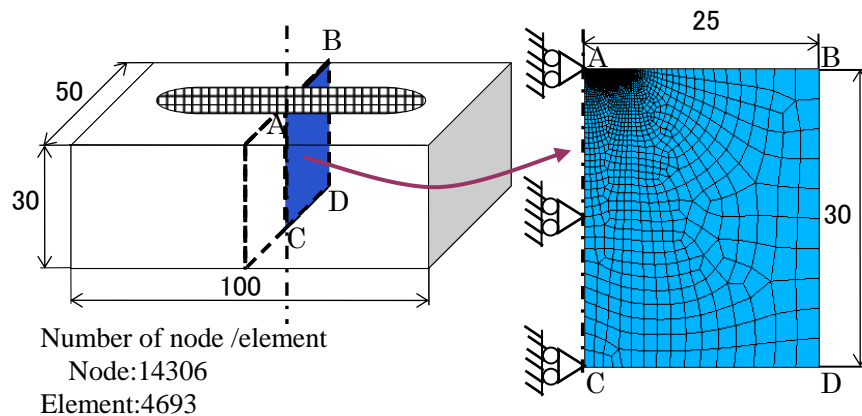 25
B
A
B
50
A
30
D
30
C
100
C
D
Number of node /element
Node:14306
Element:4693